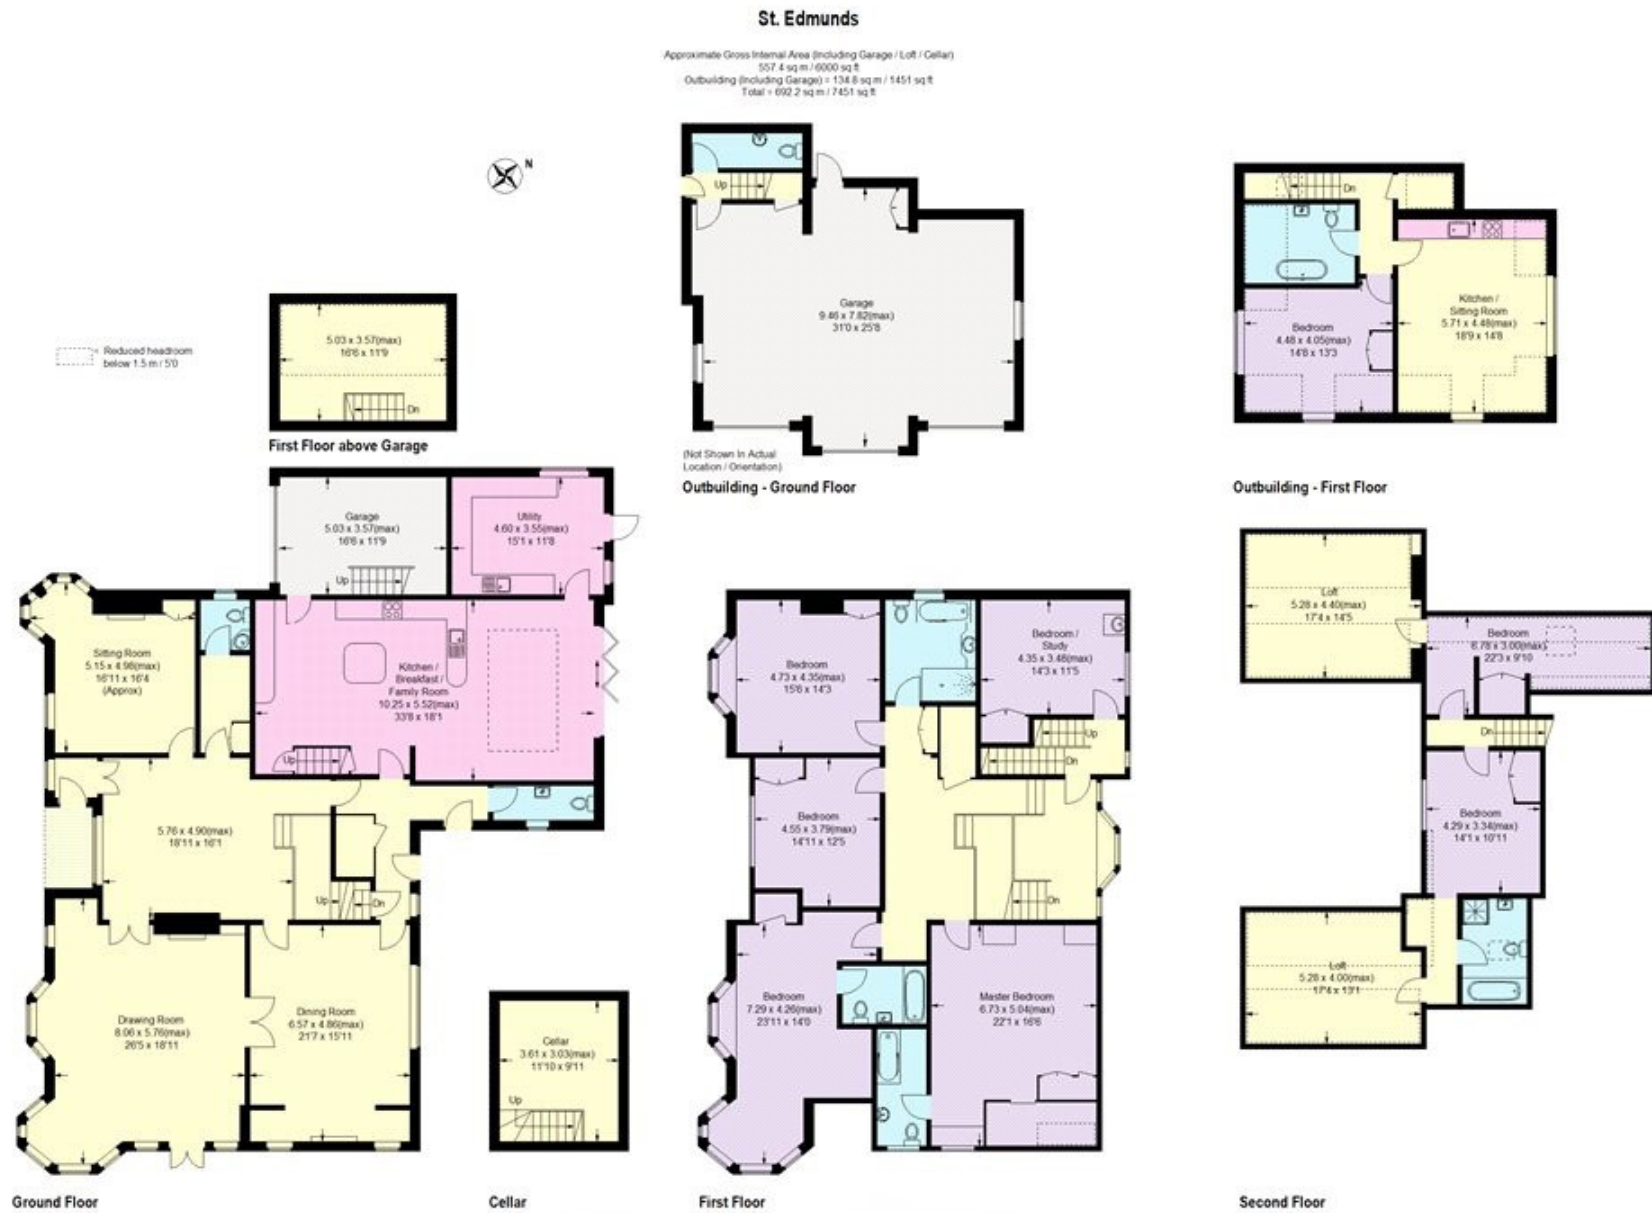 St. Edmunds
Approximate Gross Internal Area (Including Garage / Loft / Cellar)
557.4 sq m / 6000 sq ft
Outbuilding (Including Garage) = 134.8 sq m / 1451 sq ft
Total = 692.2 sq m / 7451 sq ft
N
= Reduced headroom
below 1.5 m / 5'0
5.03 x 3.57(max)
16'6 x 11'9
Dn
First Floor above Garage
Up
Garage
9.46 x 7.82(max)
31'0 x 25'8
(Not Shown In Actual
Location / Orientation)
Outbuilding - Ground Floor
Dn
Kitchen /
Sitting Room
5.71 x 4.48(max)
18'9 x 14'8
Bedroom
4.48 x 4.05(max)
14'8 x 13'3
Outbuilding - First Floor
Garage
5.03 x 3.57(max)
16'6 x 11'9
Up
Utility
4.60 x 3.55(max)
15'1 x 11'8
Sitting Room
5.15 x 4.98(max)
16'11 x 16'4
(Approx)
Kitchen /
Breakfast /
Family Room
10.25 x 5.52(max)
33'8 x 18'1
Up
5.76 x 4.90(max)
18'11 x 16'1
Up
Dn
Drawing Room
8.06 x 5.76(max)
26'5 x 18'11
Dining Room
6.57 x 4.86(max)
21'7 x 15'11
Ground Floor
Cellar
3.61 x 3.03(max)
11'10 x 9'11
Up
Cellar
Bedroom
4.73 x 4.35(max)
15'6 x 14'3
Bedroom /
Study
4.35 x 3.48(max)
14'3 x 11'5
Up
Dn
Bedroom
4.55 x 3.79(max)
14'11 x 12'5
Dn
Bedroom
7.29 x 4.26(max)
23'11 x 14'0
Master Bedroom
6.73 x 5.04(max)
22'1 x 16'6
First Floor
Loft
5.28 x 4.40(max)
17'4 x 14'5
Bedroom
6.78 x 3.00(max)
22'3 x 9'10
Dn
Bedroom
4.29 x 3.34(max)
14'1 x 10'11
Loft
5.28 x 4.00(max)
17'4 x 13'1
Second Floor